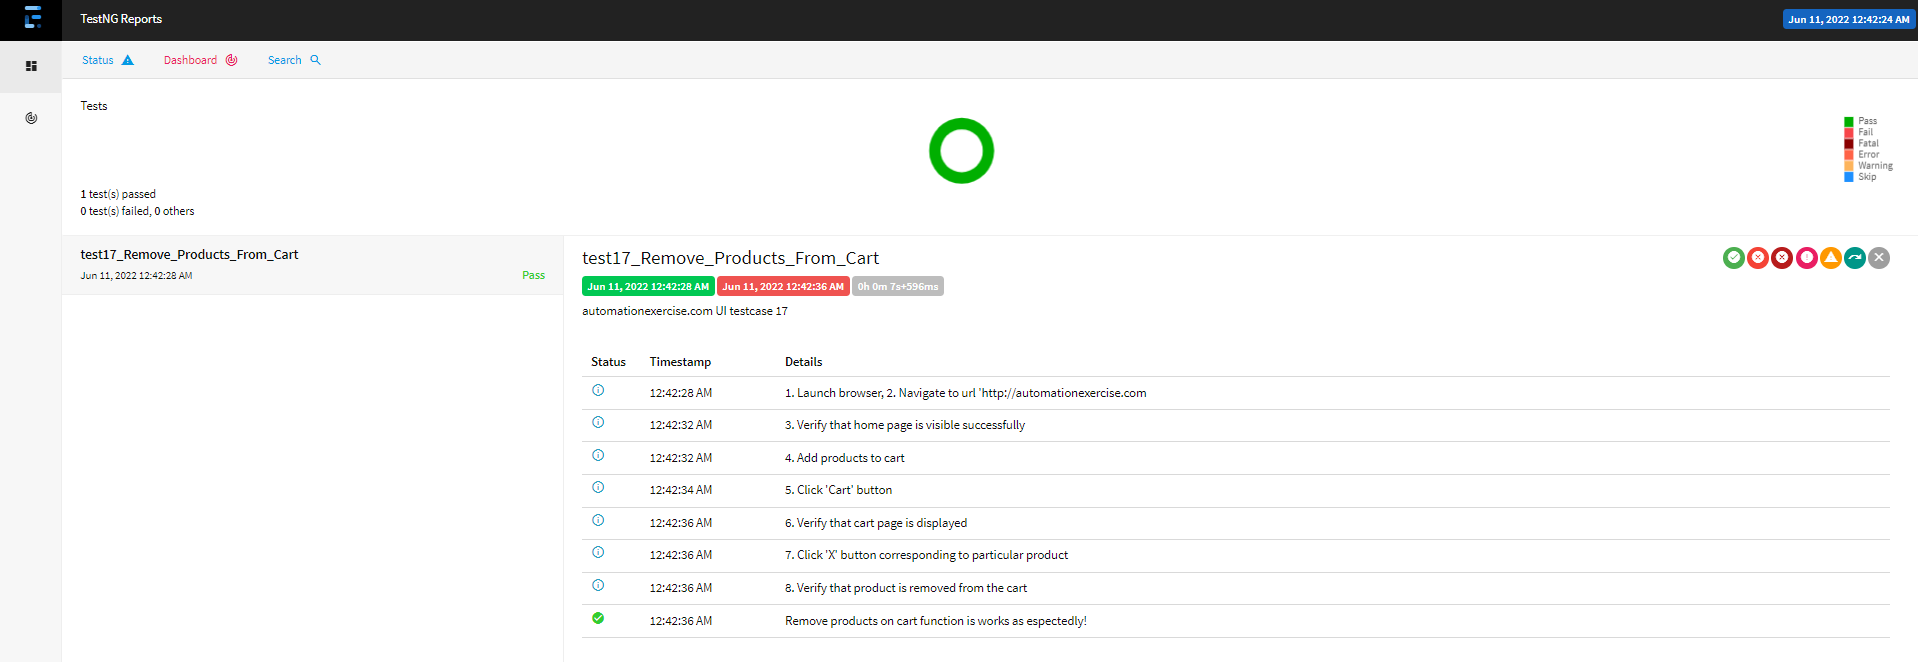 TestNG Reports
Jun 11, 2022 12:42:24 AM
Status
Dashboard
Search
Tests
1 test(s) passed
0 test(s) failed, 0 others
Pass
Fail
Fatal
Error
Warning
Skip
test17_Remove_Products_From_Cart
Jun 11, 2022 12:42:28 AM
Pass
test17_Remove_Products_From_Cart
Jun 11, 2022 12:42:28 AM Jun 11, 2022 12:42:36 AM 0h 0m 7s+596ms
automationexercise.com UI testcase 17
Status Timestamp Details
12:42:28 AM 1. Launch browser, 2. Navigate to url 'http://automationexercise.com
12:42:32 AM 3. Verify that home page is visible successfully
12:42:32 AM 4. Add products to cart
12:42:34 AM 5. Click 'Cart' button
12:42:36 AM 6. Verify that cart page is displayed
12:42:36 AM 7. Click 'X' button corresponding to particular product
12:42:36 AM 8. Verify that product is removed from the cart
12:42:36 AM Remove products on cart function is works as espectedly!